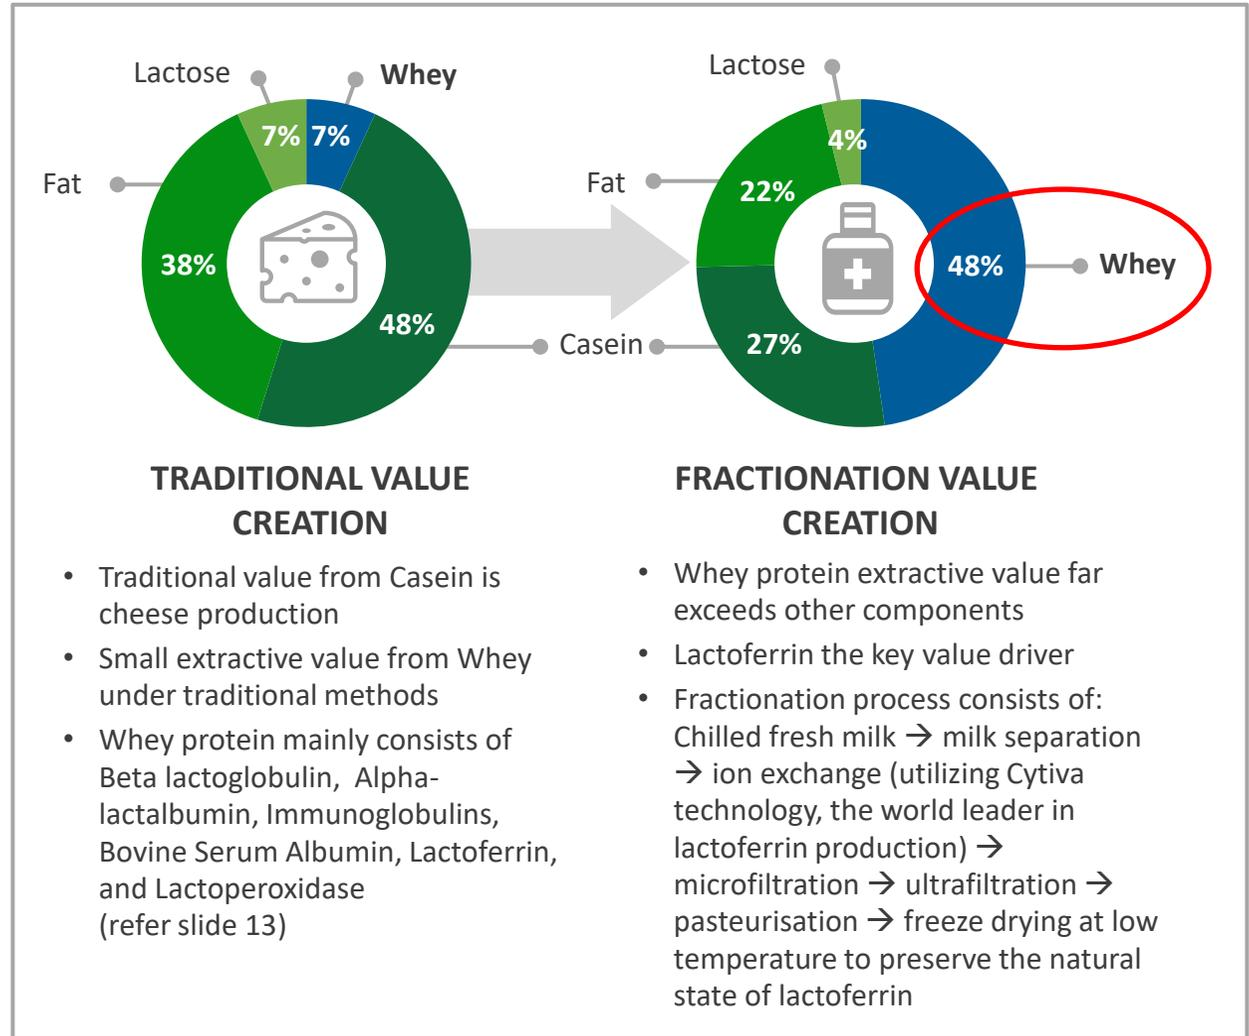 Lactose
Whey
7%
7%
Fat
38%
48%
Casein
Lactose
4%
Fat
22%
48%
Whey
27%
TRADITIONAL VALUE
CREATION
• Traditional value from Casein is
cheese production
• Small extractive value from Whey
under traditional methods
• Whey protein mainly consists of
Beta lactoglobulin, Alpha-
lactalbumin, Immunoglobulins,
Bovine Serum Albumin, Lactoferrin,
and Lactoperoxidase
(refer slide 13)
FRACTIONATION VALUE
CREATION
• Whey protein extractive value far
exceeds other components
• Lactoferrin the key value driver
• Fractionation process consists of:
Chilled fresh milk → milk separation
→ ion exchange (utilizing Cytiva
technology, the world leader in
lactoferrin production) →
microfiltration → ultrafiltration →
pasteurisation → freeze drying at low
temperature to preserve the natural
state of lactoferrin